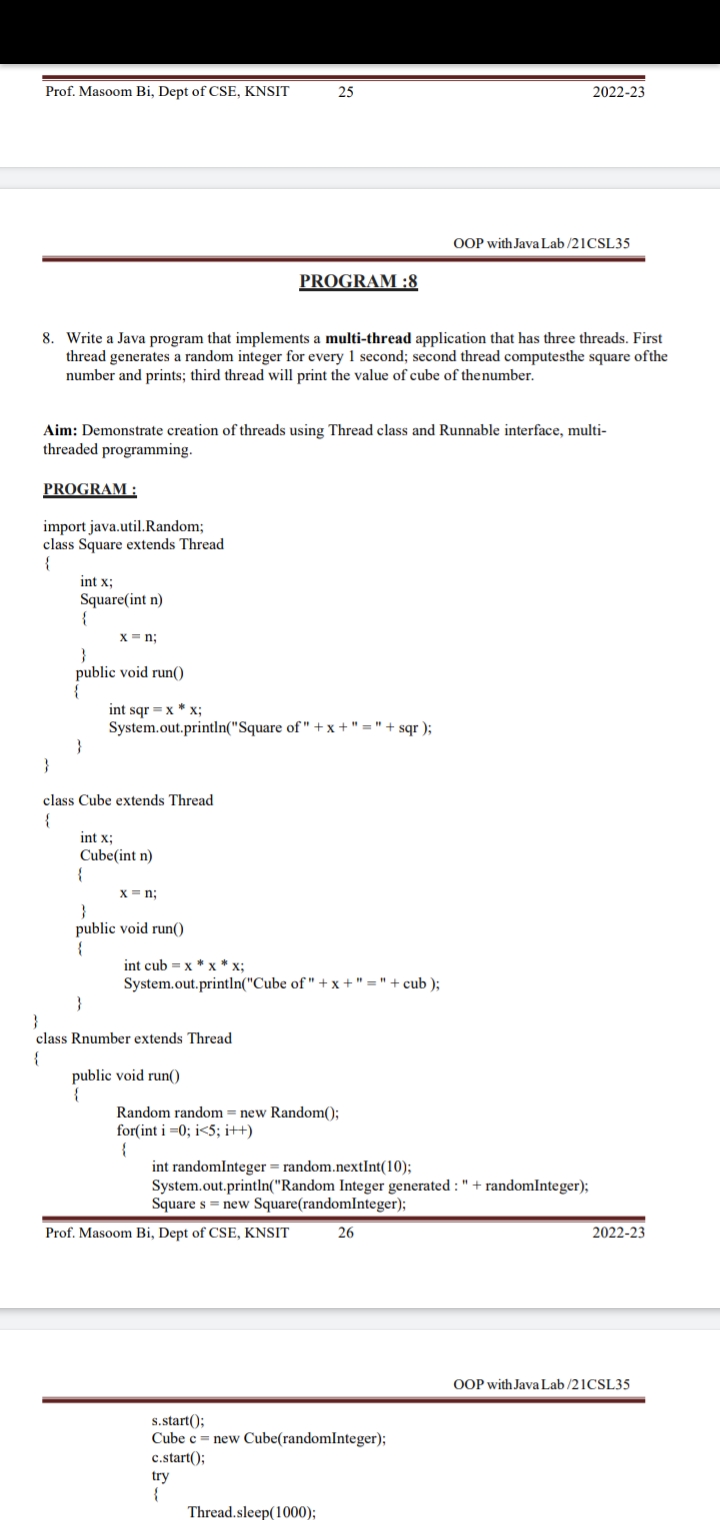 Prof. Masoom Bi, Dept of CSE, KNSIT 25 2022-23
OOP with Java Lab /21CSL35
PROGRAM :8
8. Write a Java program that implements a multi-thread application that has three threads. First
thread generates a random integer for every 1 second; second thread computesthe square ofthe
number and prints; third thread will print the value of cube of thenumber.
Aim: Demonstrate creation of threads using Thread class and Runnable interface, multi-
threaded programming.
PROGRAM :
import java.util.Random;
class Square extends Thread
{
int x;
Square(int n)
{
x = n;
}
public void run()
{
int sqr = x * x;
System.out.println("Square of " + x + " = " + sqr );
}
}
class Cube extends Thread
{
int x;
Cube(int n)
{
x = n;
}
public void run()
{
int cub = x * x * x;
System.out.println("Cube of " + x + " = " + cub );
}
}
class Rnumber extends Thread
{
public void run()
{
Random random = new Random();
for(int i =0; i<5; i++)
{
int randomInteger = random.nextInt(10);
System.out.println("Random Integer generated : " + randomInteger);
Square s = new Square(randomInteger);
Prof. Masoom Bi, Dept of CSE, KNSIT 26 2022-23
OOP with Java Lab /21CSL35
s.start();
Cube c = new Cube(randomInteger);
c.start();
try
{
Thread.sleep(1000);